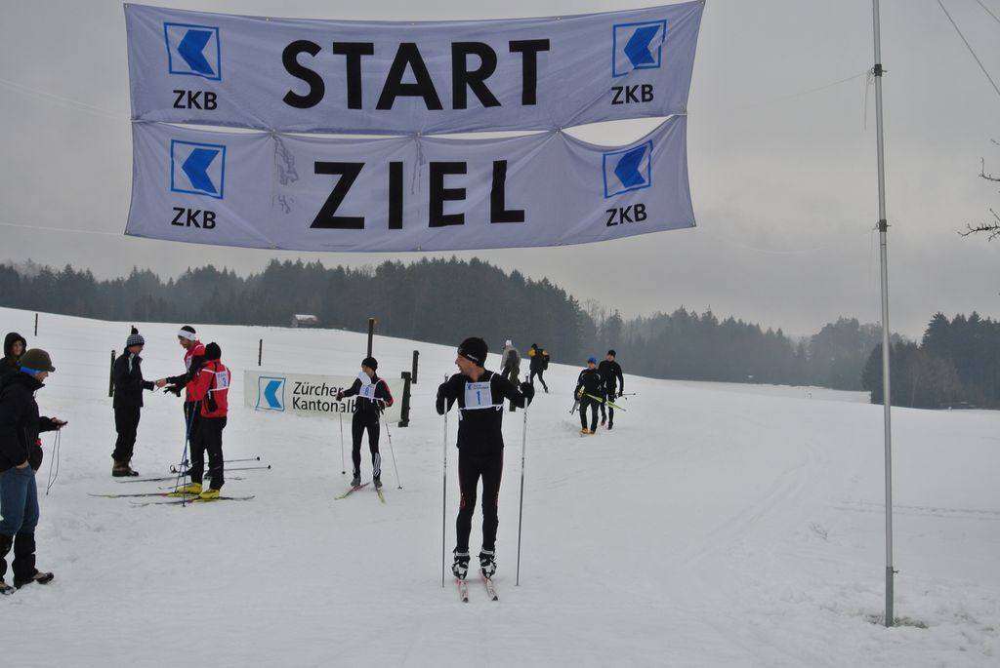 START
ZKB ZKB
ZIEL
ZKB ZKB
Zürcher
Kantonalb
1